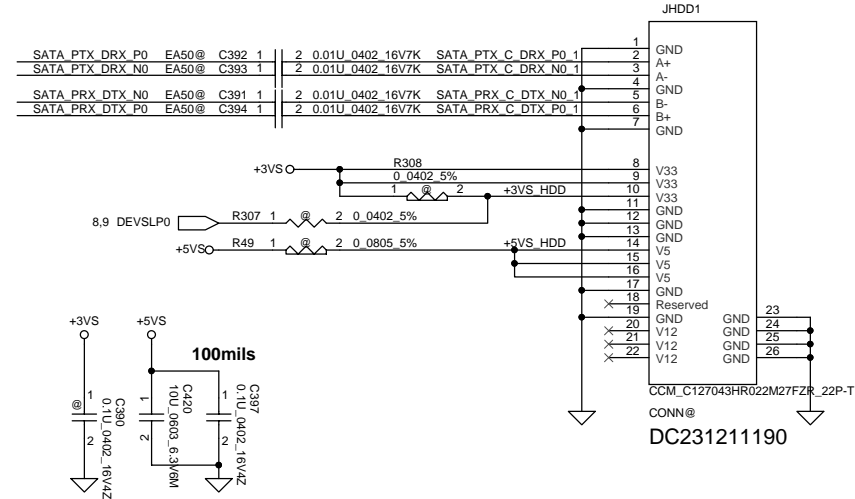 JHDD1
1 GND
SATA_PTX_DRX_P0 EA50@ C392 1 2 0.01U_0402_16V7K SATA_PTX_C_DRX_P0_1 2 A+
SATA_PTX_DRX_N0 EA50@ C393 1 2 0.01U_0402_16V7K SATA_PTX_C_DRX_N0_1 3 A-
4 GND
SATA_PRX_DTX_N0 EA50@ C391 1 2 0.01U_0402_16V7K SATA_PRX_C_DTX_N0_1 5 B-
SATA_PRX_DTX_P0 EA50@ C394 1 2 0.01U_0402_16V7K SATA_PRX_C_DTX_P0_1 6 B+
7 GND
+3VS R308 8 V33
0_0402_5% 9 V33
1 @ 2 +3VS_HDD 10 V33
11 GND
8,9 DEVSLP0 R307 1 @ 2 0_0402_5% 12 GND
13 GND
+5VS R49 1 @ 2 0_0805_5% +5VS_HDD 14 V5
15 V5
16 V5
17 GND
18 Reserved
19 GND GND 23
20 V12 GND 24
21 V12 GND 25
22 V12 GND 26
CCM_C127043HR022M27FZR_22P-T
CONN@
DC231211190
+3VS +5VS
100mils
@ 1 2 C390 0.1U_0402_16V4Z
1 2 C420 10U_0603_6.3V6M
1 2 C397 0.1U_0402_16V4Z